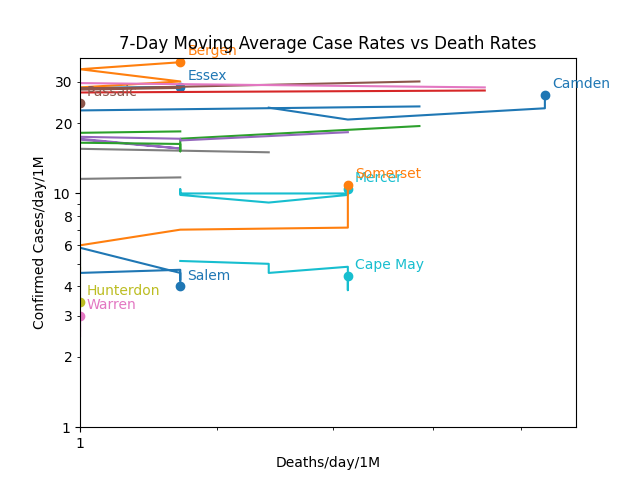 7-Day Moving Average Case Rates vs Death Rates
Bergen
Essex
Camden
Passaic
Somerset
Mercer
Cape May
Salem
Hunterdon
Warren
30
20
10
8
6
4
3
2
1
1
Confirmed Cases/day/1M
Deaths/day/1M